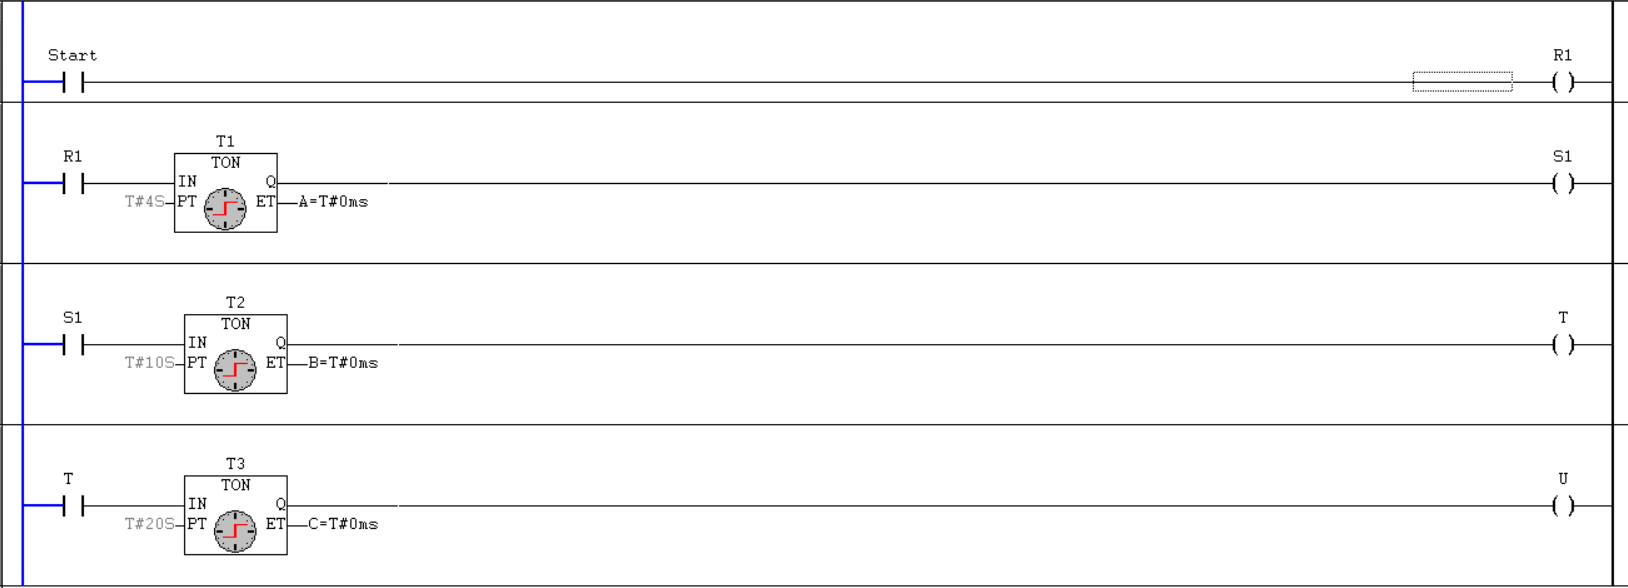 Start R1
( )
T1
R1 TON S1
IN Q ( )
T#4S PT ET A=T#0ms
T2
S1 TON T
IN Q ( )
T#10S PT ET B=T#0ms
T3
T TON U
IN Q ( )
T#20S PT ET C=T#0ms